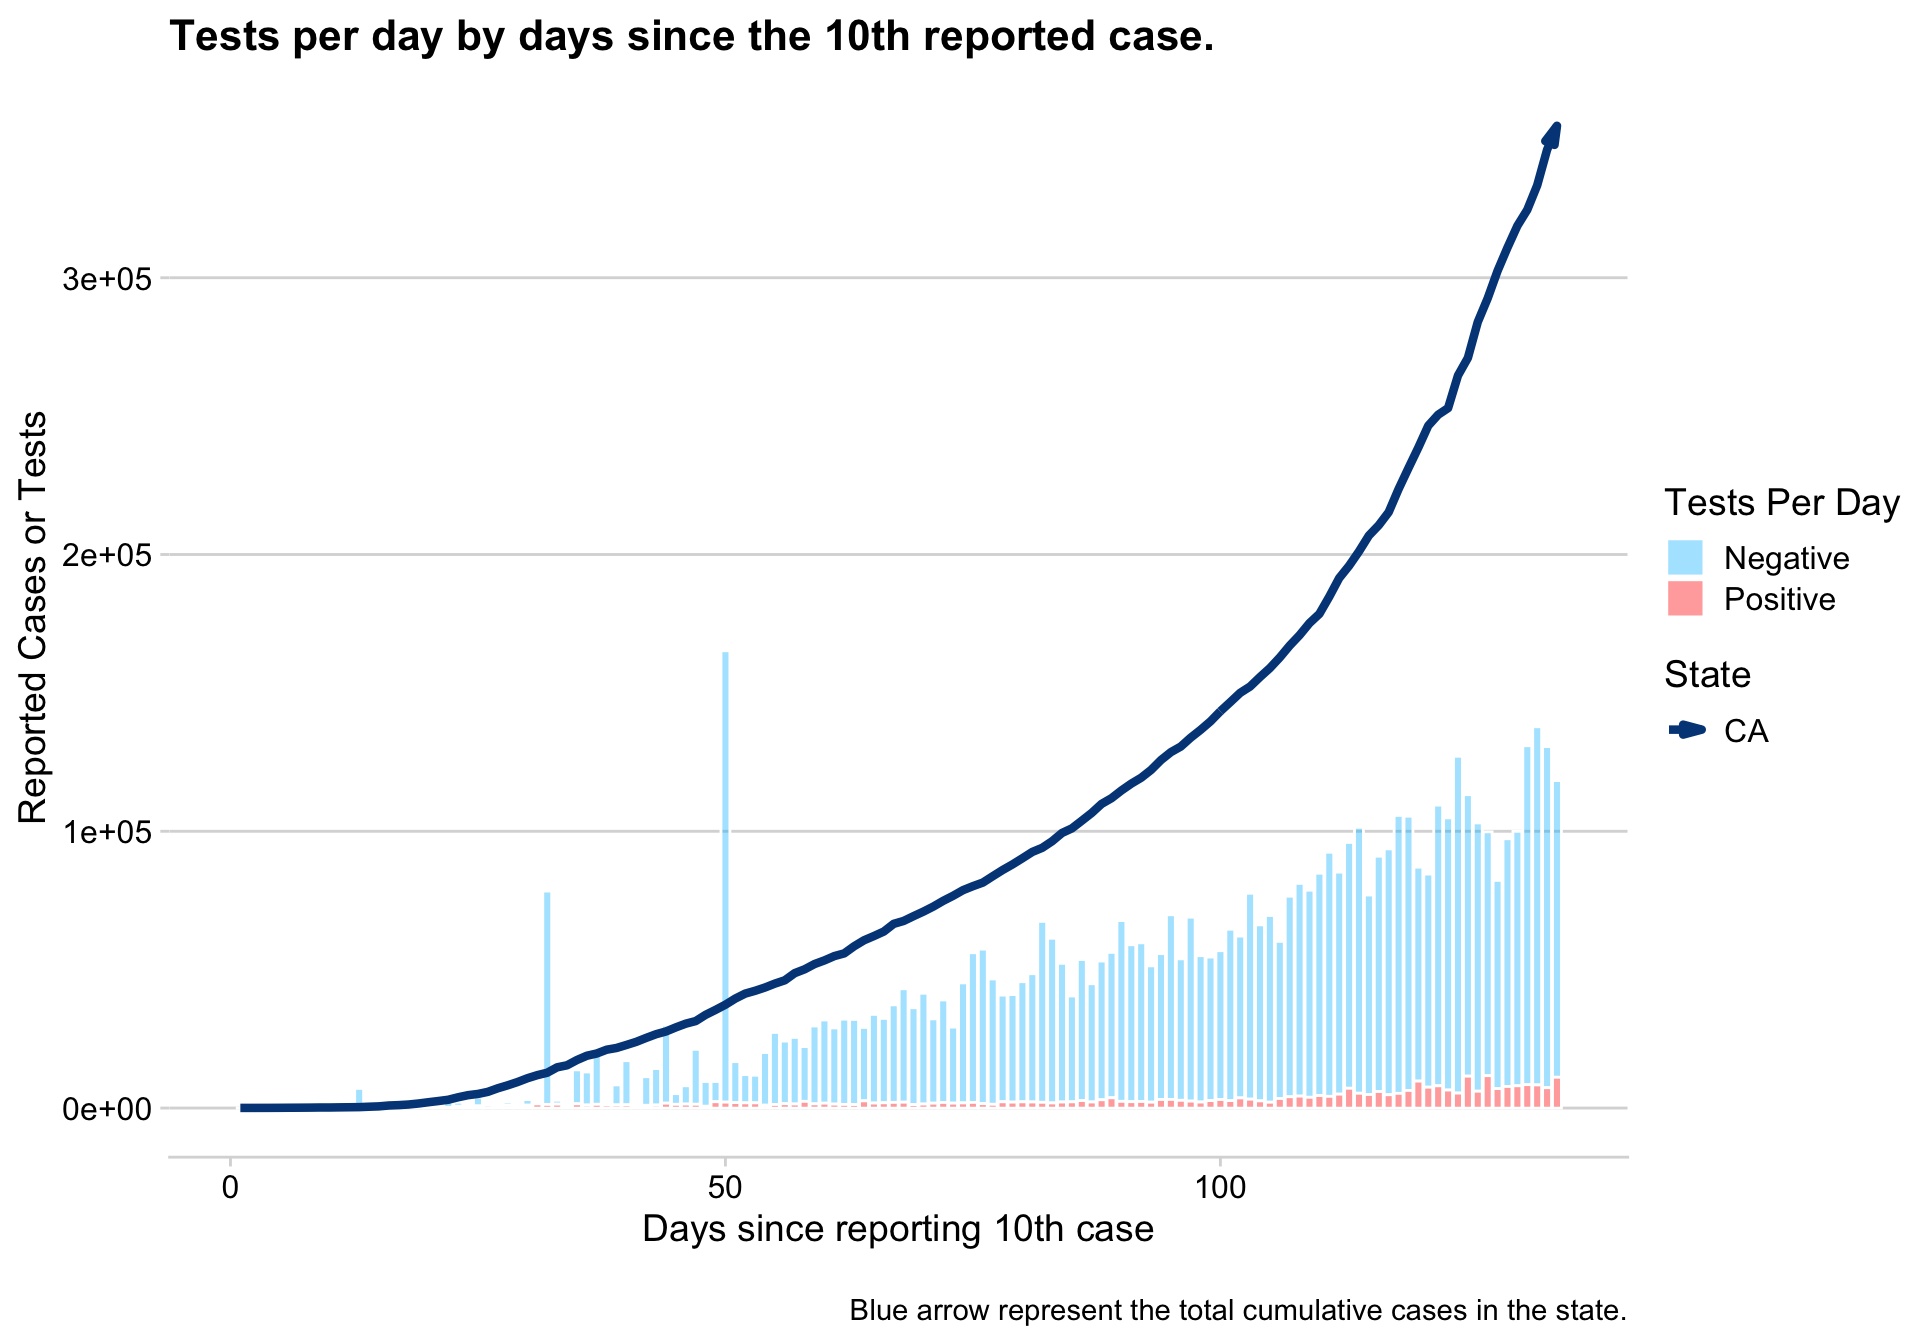 Tests per day by days since the 10th reported case.
3e+05
2e+05
1e+05
0e+00
Reported Cases or Tests
0
50
100
Days since reporting 10th case
Tests Per Day
Negative
Positive
State
CA
Blue arrow represent the total cumulative cases in the state.